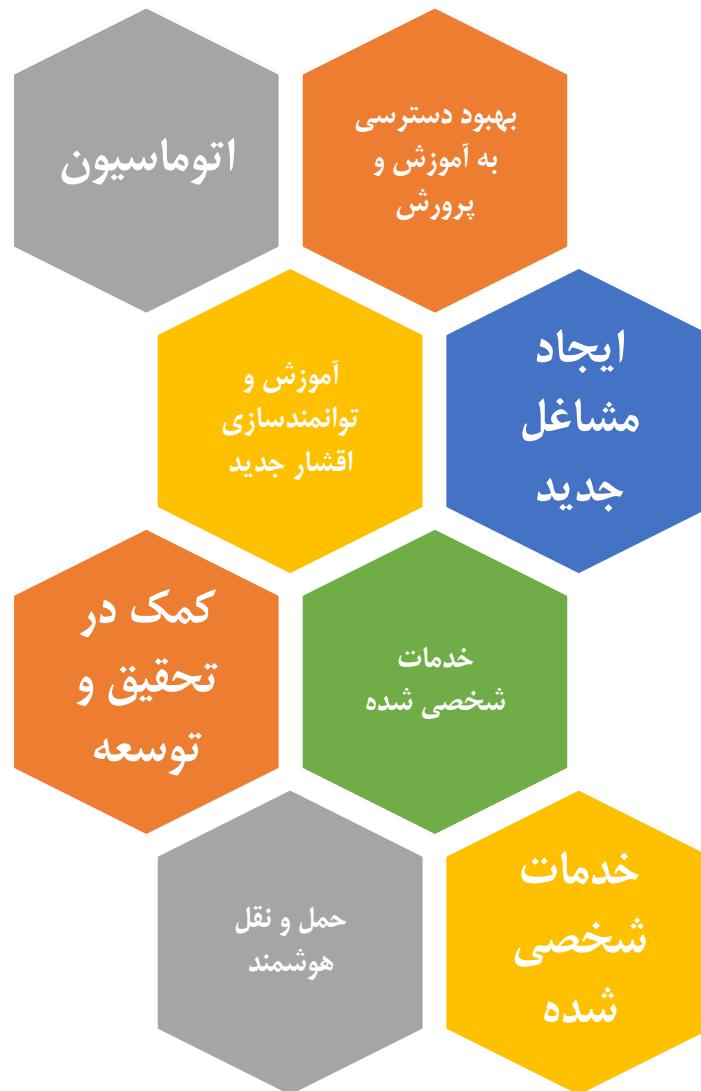 بهبود دسترسی
به آموزش و
پرورش
اتوماسیون
ایجاد
مشاغل
جدید
آموزش و
توانمندسازی
اقشار جدید
خدمات
شخصی شده
کمک در
تحقیق و
توسعه
خدمات
شخصی
شده
حمل و نقل
هوشمند